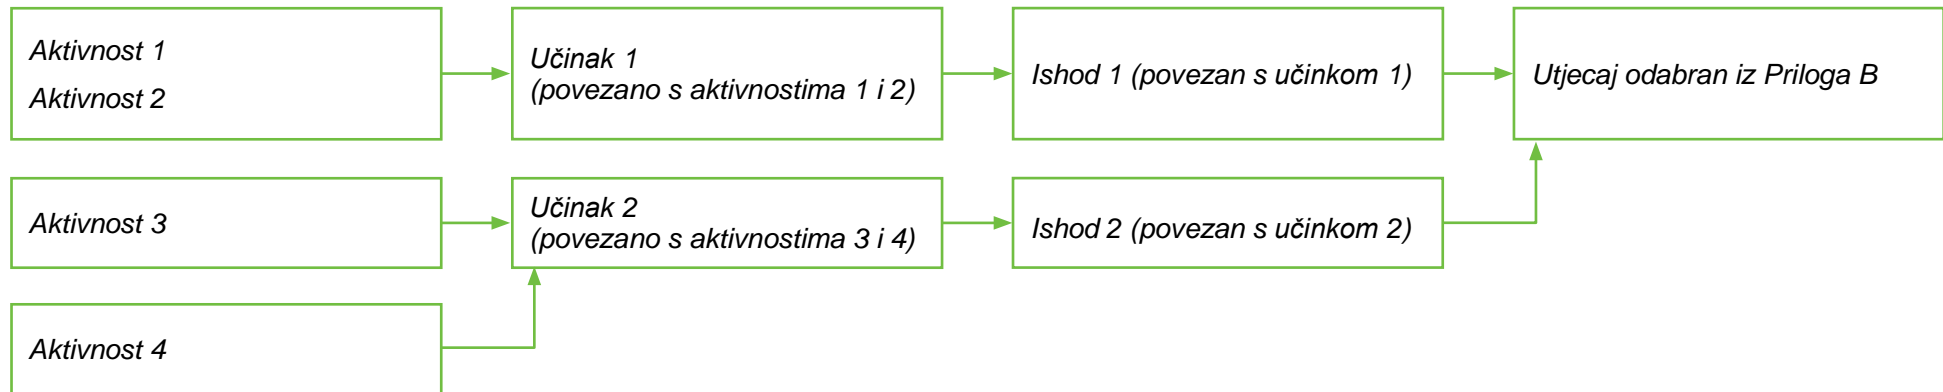 Aktivnost 1
Aktivnost 2
Učinak 1
(povezano s aktivnostima 1 i 2)
Ishod 1 (povezan s učinkom 1)
Utjecaj odabran iz Priloga B
Aktivnost 3
Učinak 2
(povezano s aktivnostima 3 i 4)
Ishod 2 (povezan s učinkom 2)
Aktivnost 4